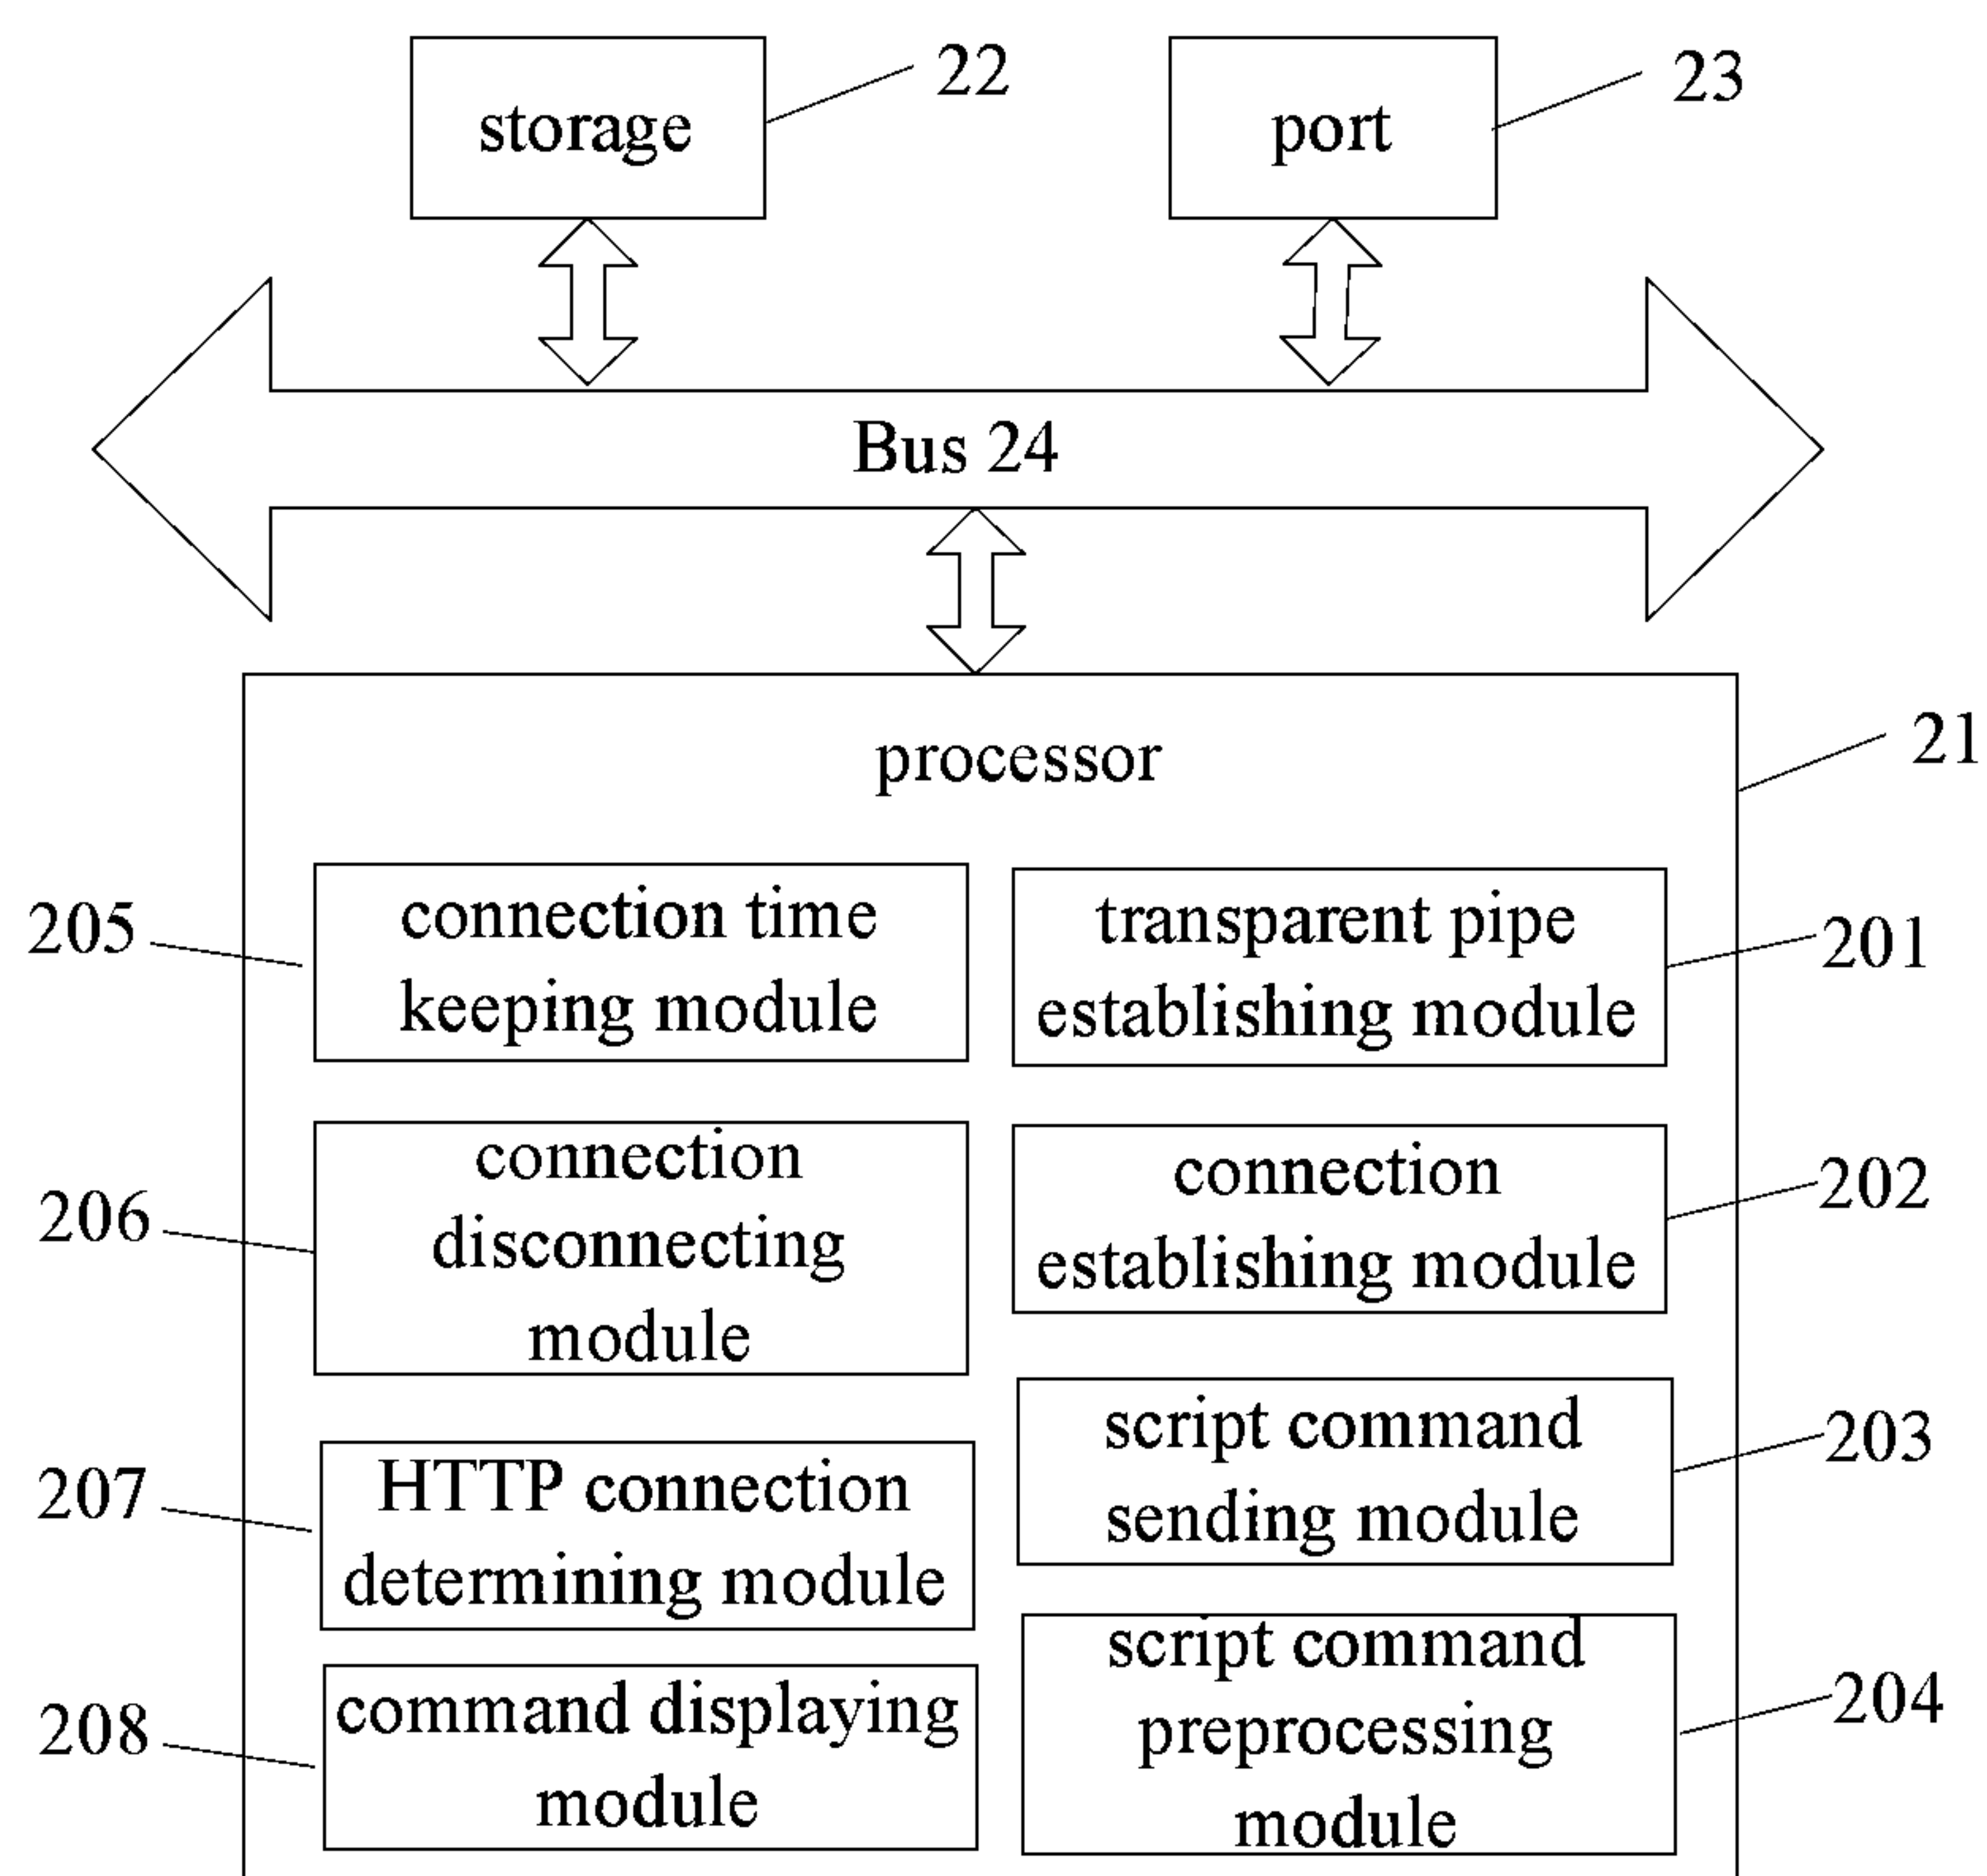 storage
22
port
23
Bus 24
processor
21
connection time
keeping module
205
transparent pipe
establishing module
201
connection
disconnecting
module
206
connection
establishing module
202
HTTP connection
determining module
207
script command
sending module
203
command displaying
module
208
script command
preprocessing
module
204